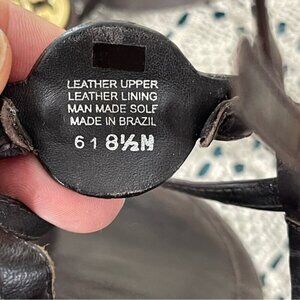 LEATHER UPPER
LEATHER LINING
MAN MADE SOLE
MADE IN BRAZIL
6 1 8½M